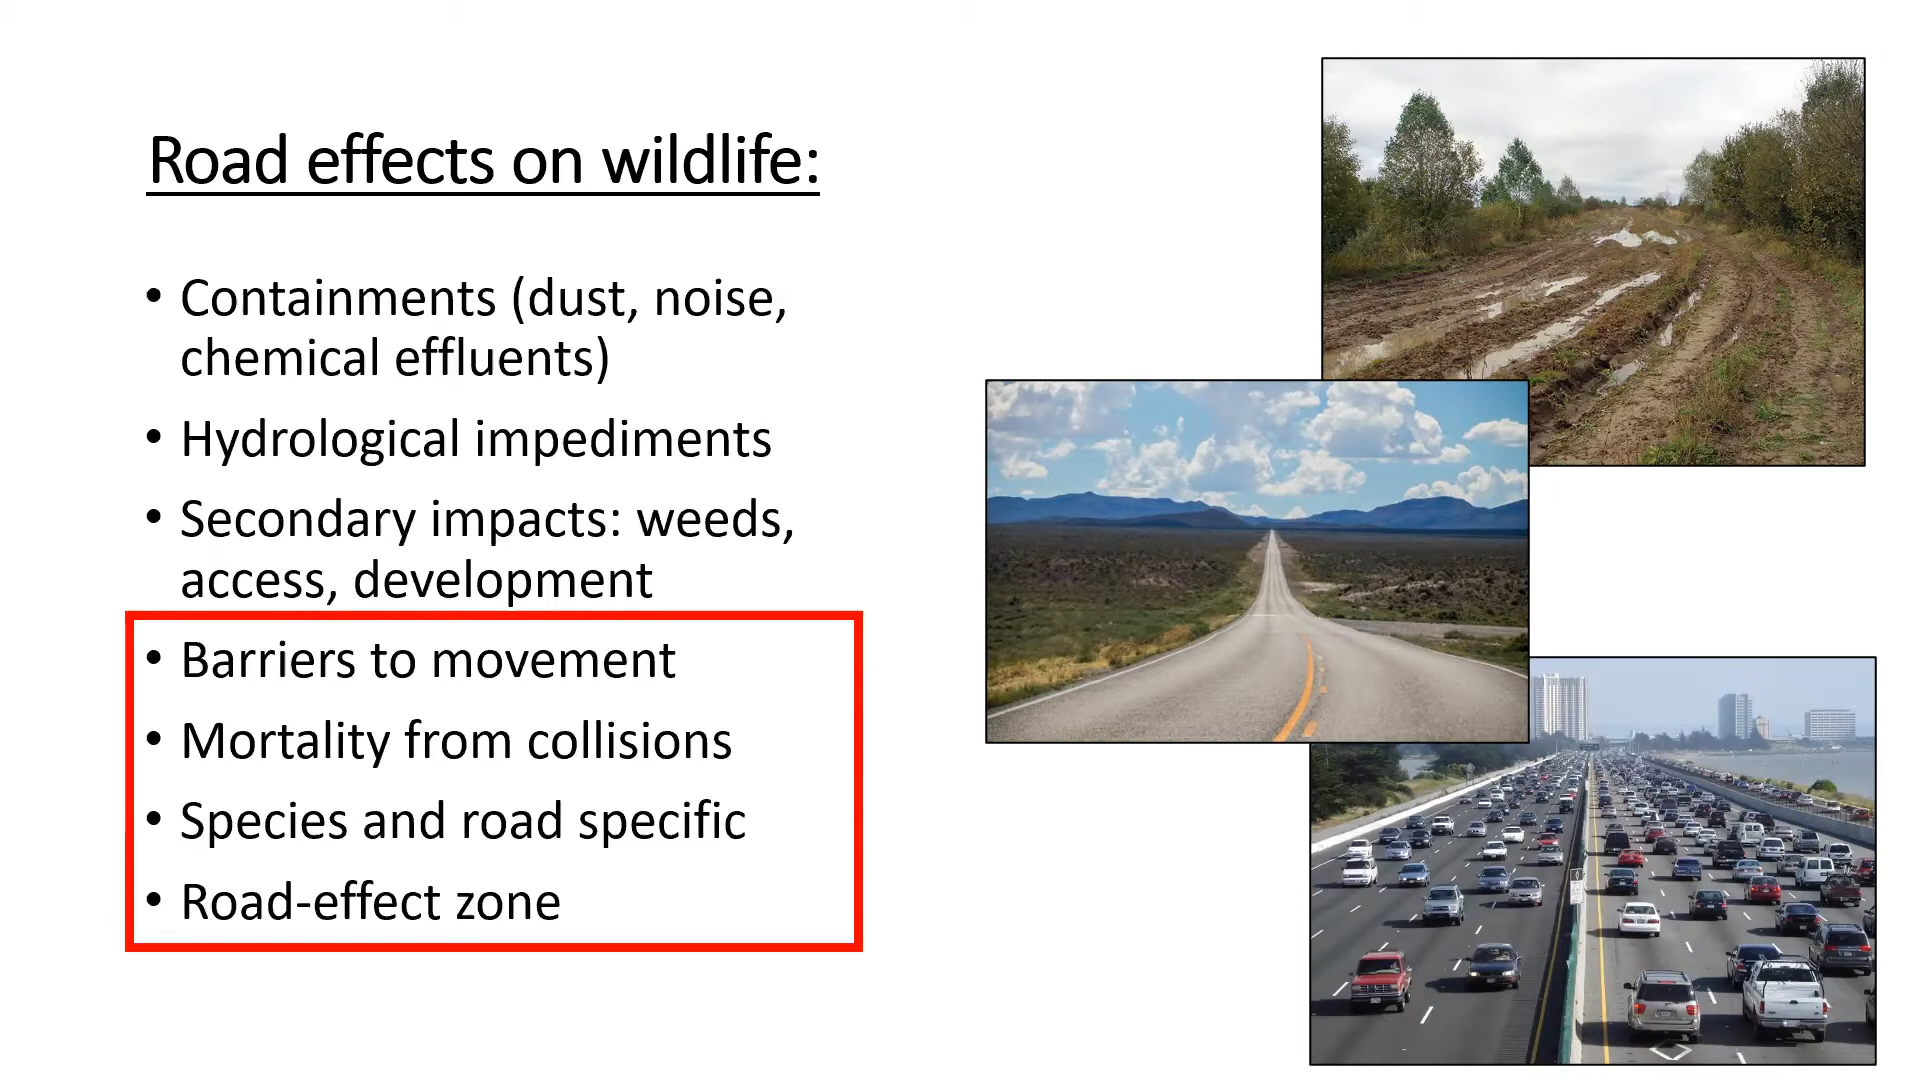 Road effects on wildlife:
• Containments (dust, noise,
chemical effluents)
• Hydrological impediments
• Secondary impacts: weeds,
access, development
• Barriers to movement
• Mortality from collisions
• Species and road specific
• Road-effect zone